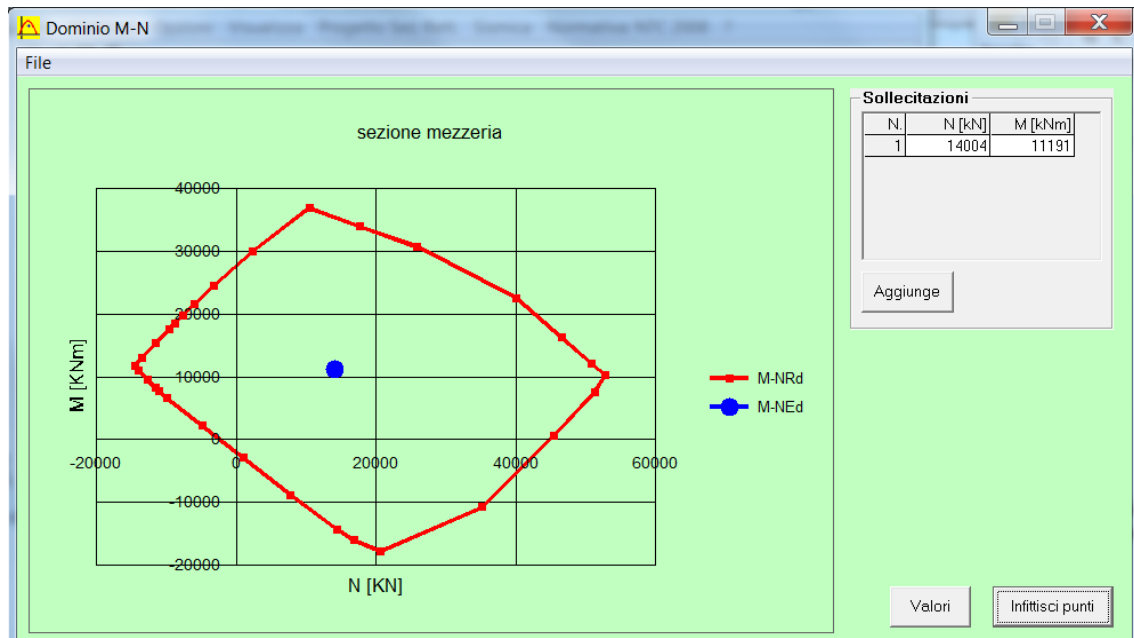 Dominio M-N
File
sezione mezzeria
40000
30000
20000
10000
0
-10000
-20000
-20000 0 20000 40000 60000
M [KNm]
N [KN]
M-NRd
M-NEd
Sollecitazioni
N. N [kN] M [kNm]
1 14004 11191
Aggiunge
Valori
Infittisci punti